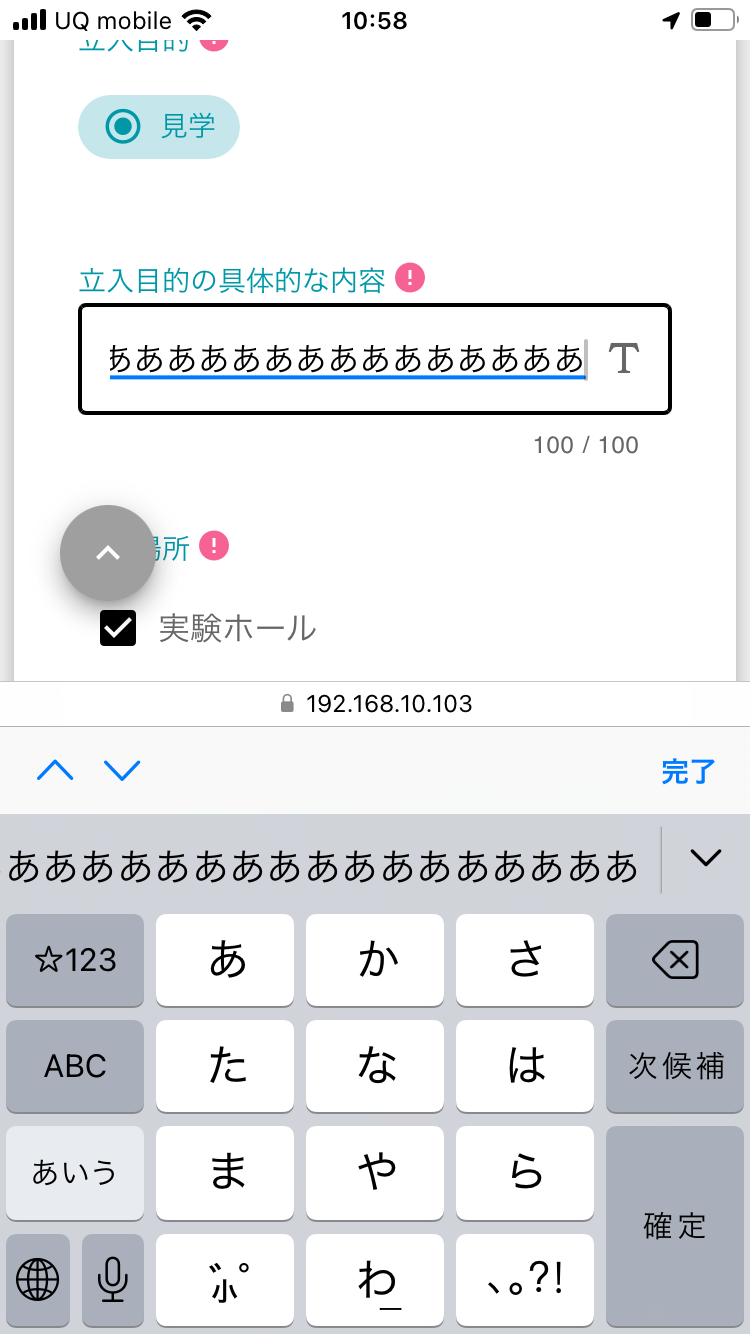 UQ mobile 10:58
立入目的 !
見学
立入目的の具体的な内容 !
あああああああああああああああ T
100 / 100
場所 !
実験ホール
192.168.10.103
完了
あああああああああああああああああ
☆123 あ か さ
ABC た な は 次候補
あいう ま や ら 確定
゛゜小 わ_ 、。?!